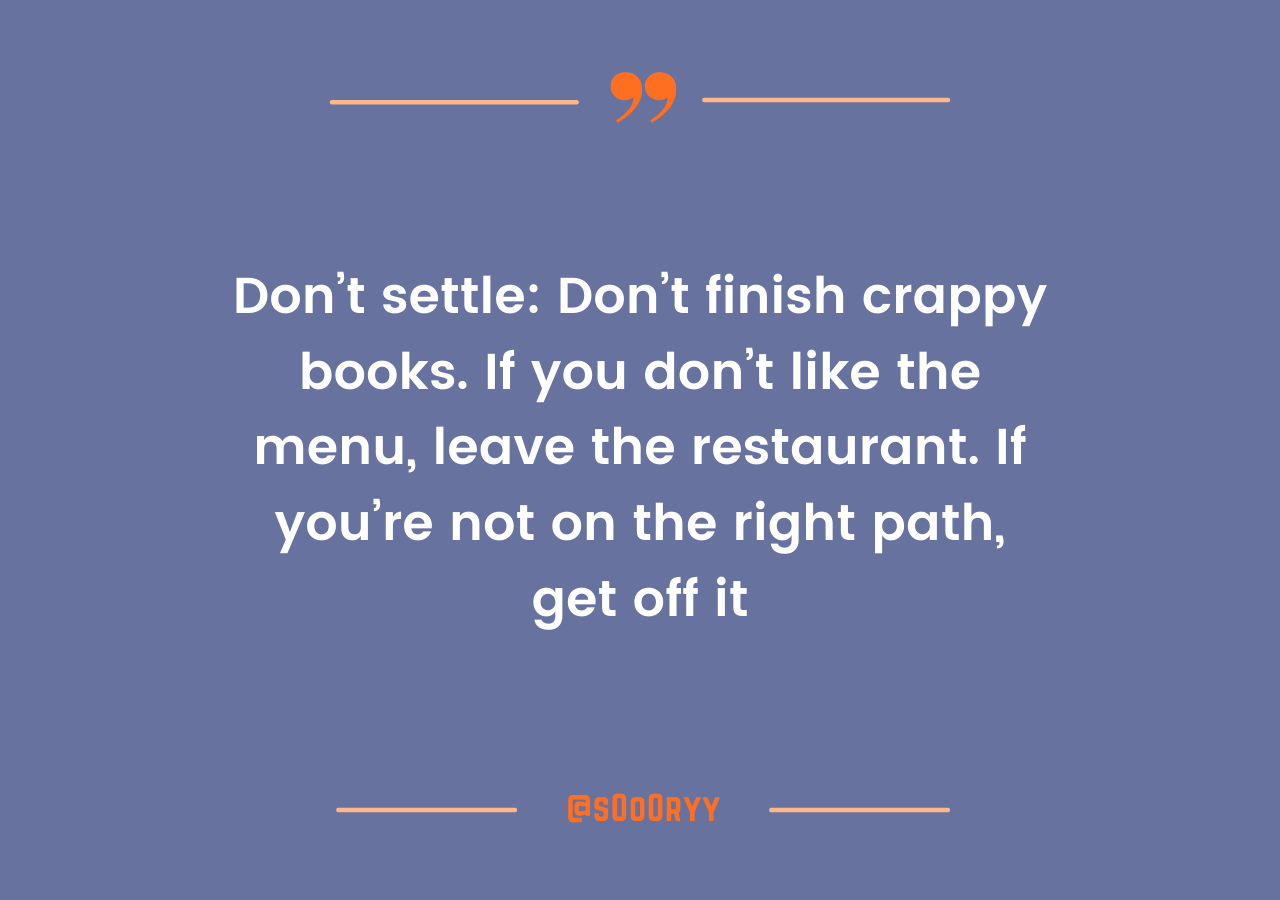 ”
Don’t settle: Don’t finish crappy
books. If you don’t like the
menu, leave the restaurant. If
you’re not on the right path,
get off it
@sOoORYY